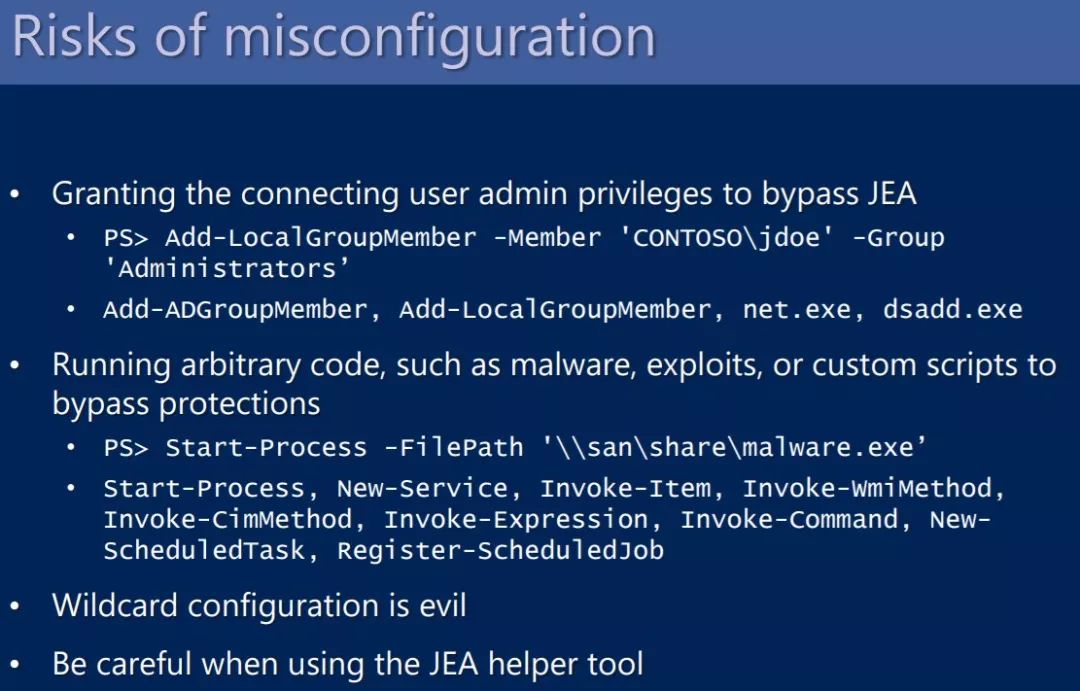 Risks of misconfiguration
• Granting the connecting user admin privileges to bypass JEA
• PS> Add-LocalGroupMember -Member 'CONTOSO\jdoe' -Group
'Administrators’
• Add-ADGroupMember, Add-LocalGroupMember, net.exe, dsadd.exe
• Running arbitrary code, such as malware, exploits, or custom scripts to
bypass protections
• PS> Start-Process -FilePath '\\san\share\malware.exe’
• Start-Process, New-Service, Invoke-Item, Invoke-WmiMethod,
Invoke-CimMethod, Invoke-Expression, Invoke-Command, New-
ScheduledTask, Register-ScheduledJob
• Wildcard configuration is evil
• Be careful when using the JEA helper tool